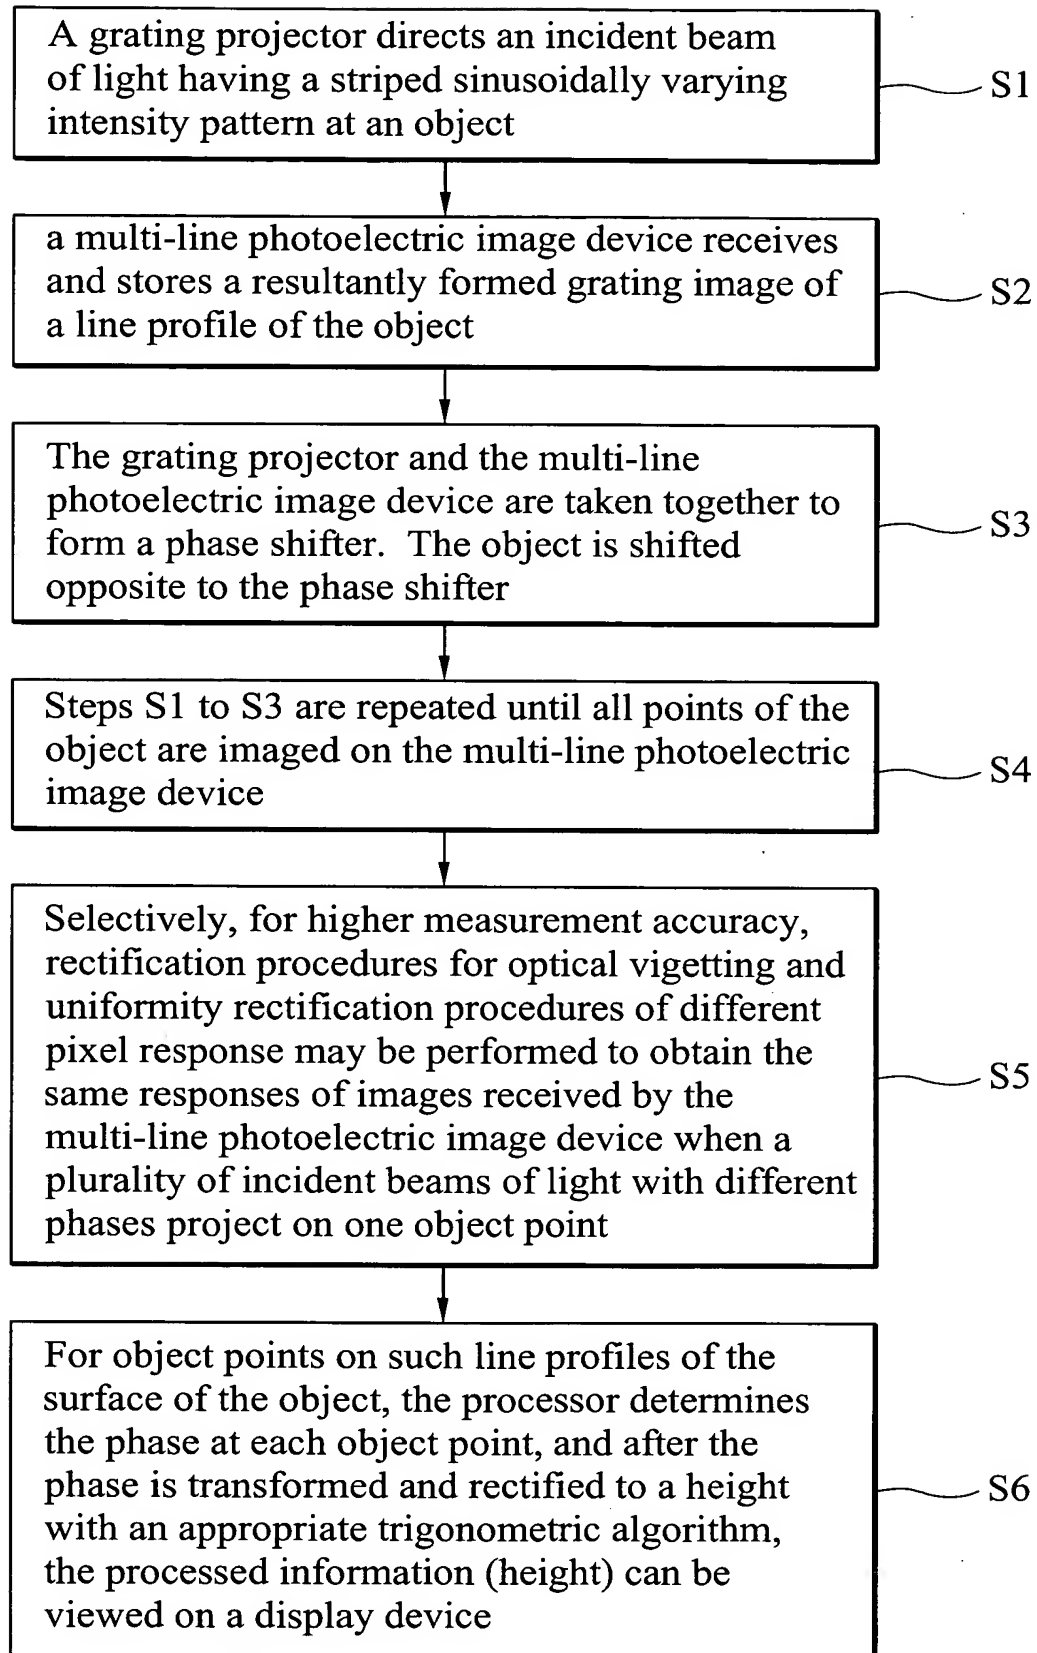 A grating projector directs an incident beam
of light having a striped sinusoidally varying
intensity pattern at an object
S1
a multi-line photoelectric image device receives
and stores a resultantly formed grating image of
a line profile of the object
S2
The grating projector and the multi-line
photoelectric image device are taken together to
form a phase shifter. The object is shifted
opposite to the phase shifter
S3
Steps S1 to S3 are repeated until all points of the
object are imaged on the multi-line photoelectric
image device
S4
Selectively, for higher measurement accuracy,
rectification procedures for optical vigetting and
uniformity rectification procedures of different
pixel response may be performed to obtain the
same responses of images received by the
multi-line photoelectric image device when a
plurality of incident beams of light with different
phases project on one object point
S5
For object points on such line profiles of the
surface of the object, the processor determines
the phase at each object point, and after the
phase is transformed and rectified to a height
with an appropriate trigonometric algorithm,
the processed information (height) can be
viewed on a display device
S6